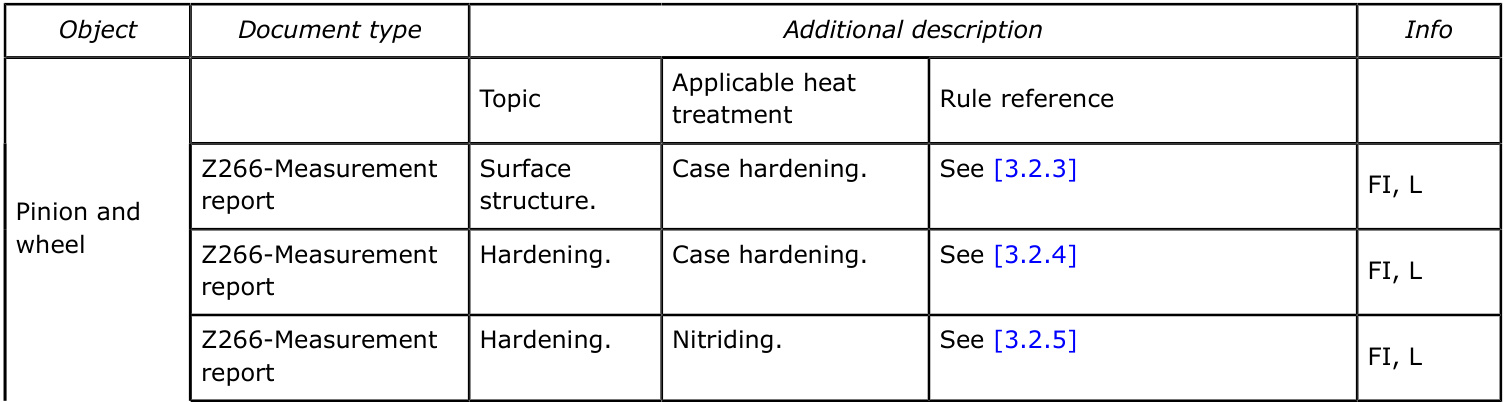 Object Document type Additional description Info
Topic Applicable heat treatment Rule reference
Pinion and wheel
Z266-Measurement report Surface structure. Case hardening. See [3.2.3] FI, L
Z266-Measurement report Hardening. Case hardening. See [3.2.4] FI, L
Z266-Measurement report Hardening. Nitriding. See [3.2.5] FI, L